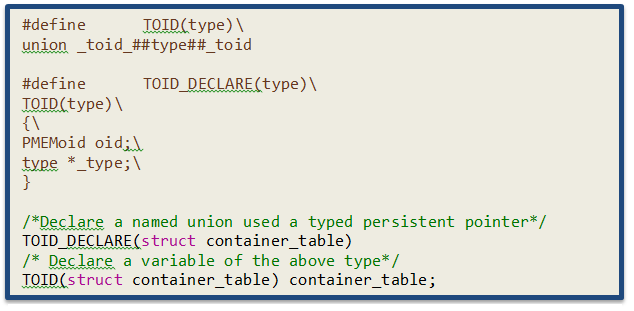 #define      TOID(type)\
union _toid_##type##_toid
#define      TOID_DECLARE(type)\
TOID(type)\
{\
PMEMoid oid;\
type *_type;\
}
/*Declare a named union used a typed persistent pointer*/
TOID_DECLARE(struct container_table)
/* Declare a variable of the above type*/
TOID(struct container_table) container_table;